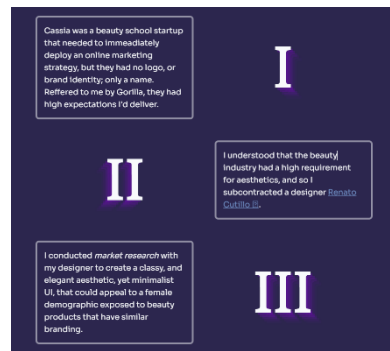 Cassia was a beauty school startup
that needed to immeadiately
deploy an online marketing
strategy, but they had no logo, or
brand identity; only a name.
Reffered to me by Gorilla, they had
high expectations I'd deliver.
I
II
I understood that the beauty
industry had a high requirement
for aesthetics, and so I
subcontracted a designer Renato
Cutillo
I conducted market research with
my designer to create a classy, and
elegant aesthetic, yet minimalist
UI, that could appeal to a female
demographic exposed to beauty
products that have similar
branding.
III